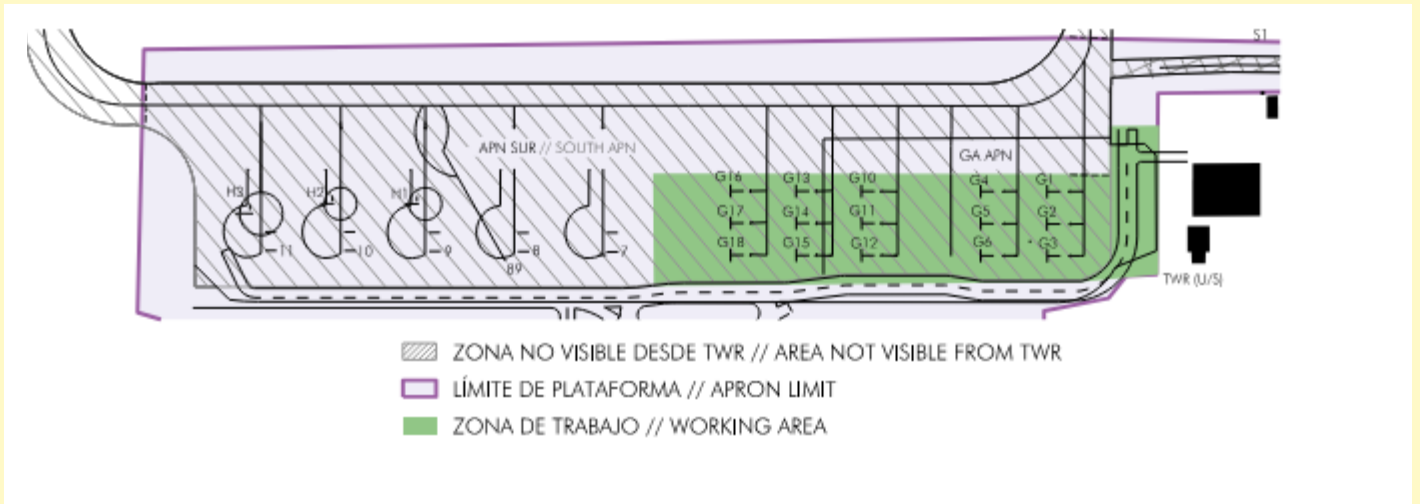 S1
APN SUR // SOUTH APN
GA APN
G16 G13 G10 G4 G1
H3 H2 H1
G17 G14 G11 G5 G2
G18 G15 G12 G6 G3
11 10 9 8 7
89
TWR (U/S)
ZONA NO VISIBLE DESDE TWR // AREA NOT VISIBLE FROM TWR
LÍMITE DE PLATAFORMA // APRON LIMIT
ZONA DE TRABAJO // WORKING AREA